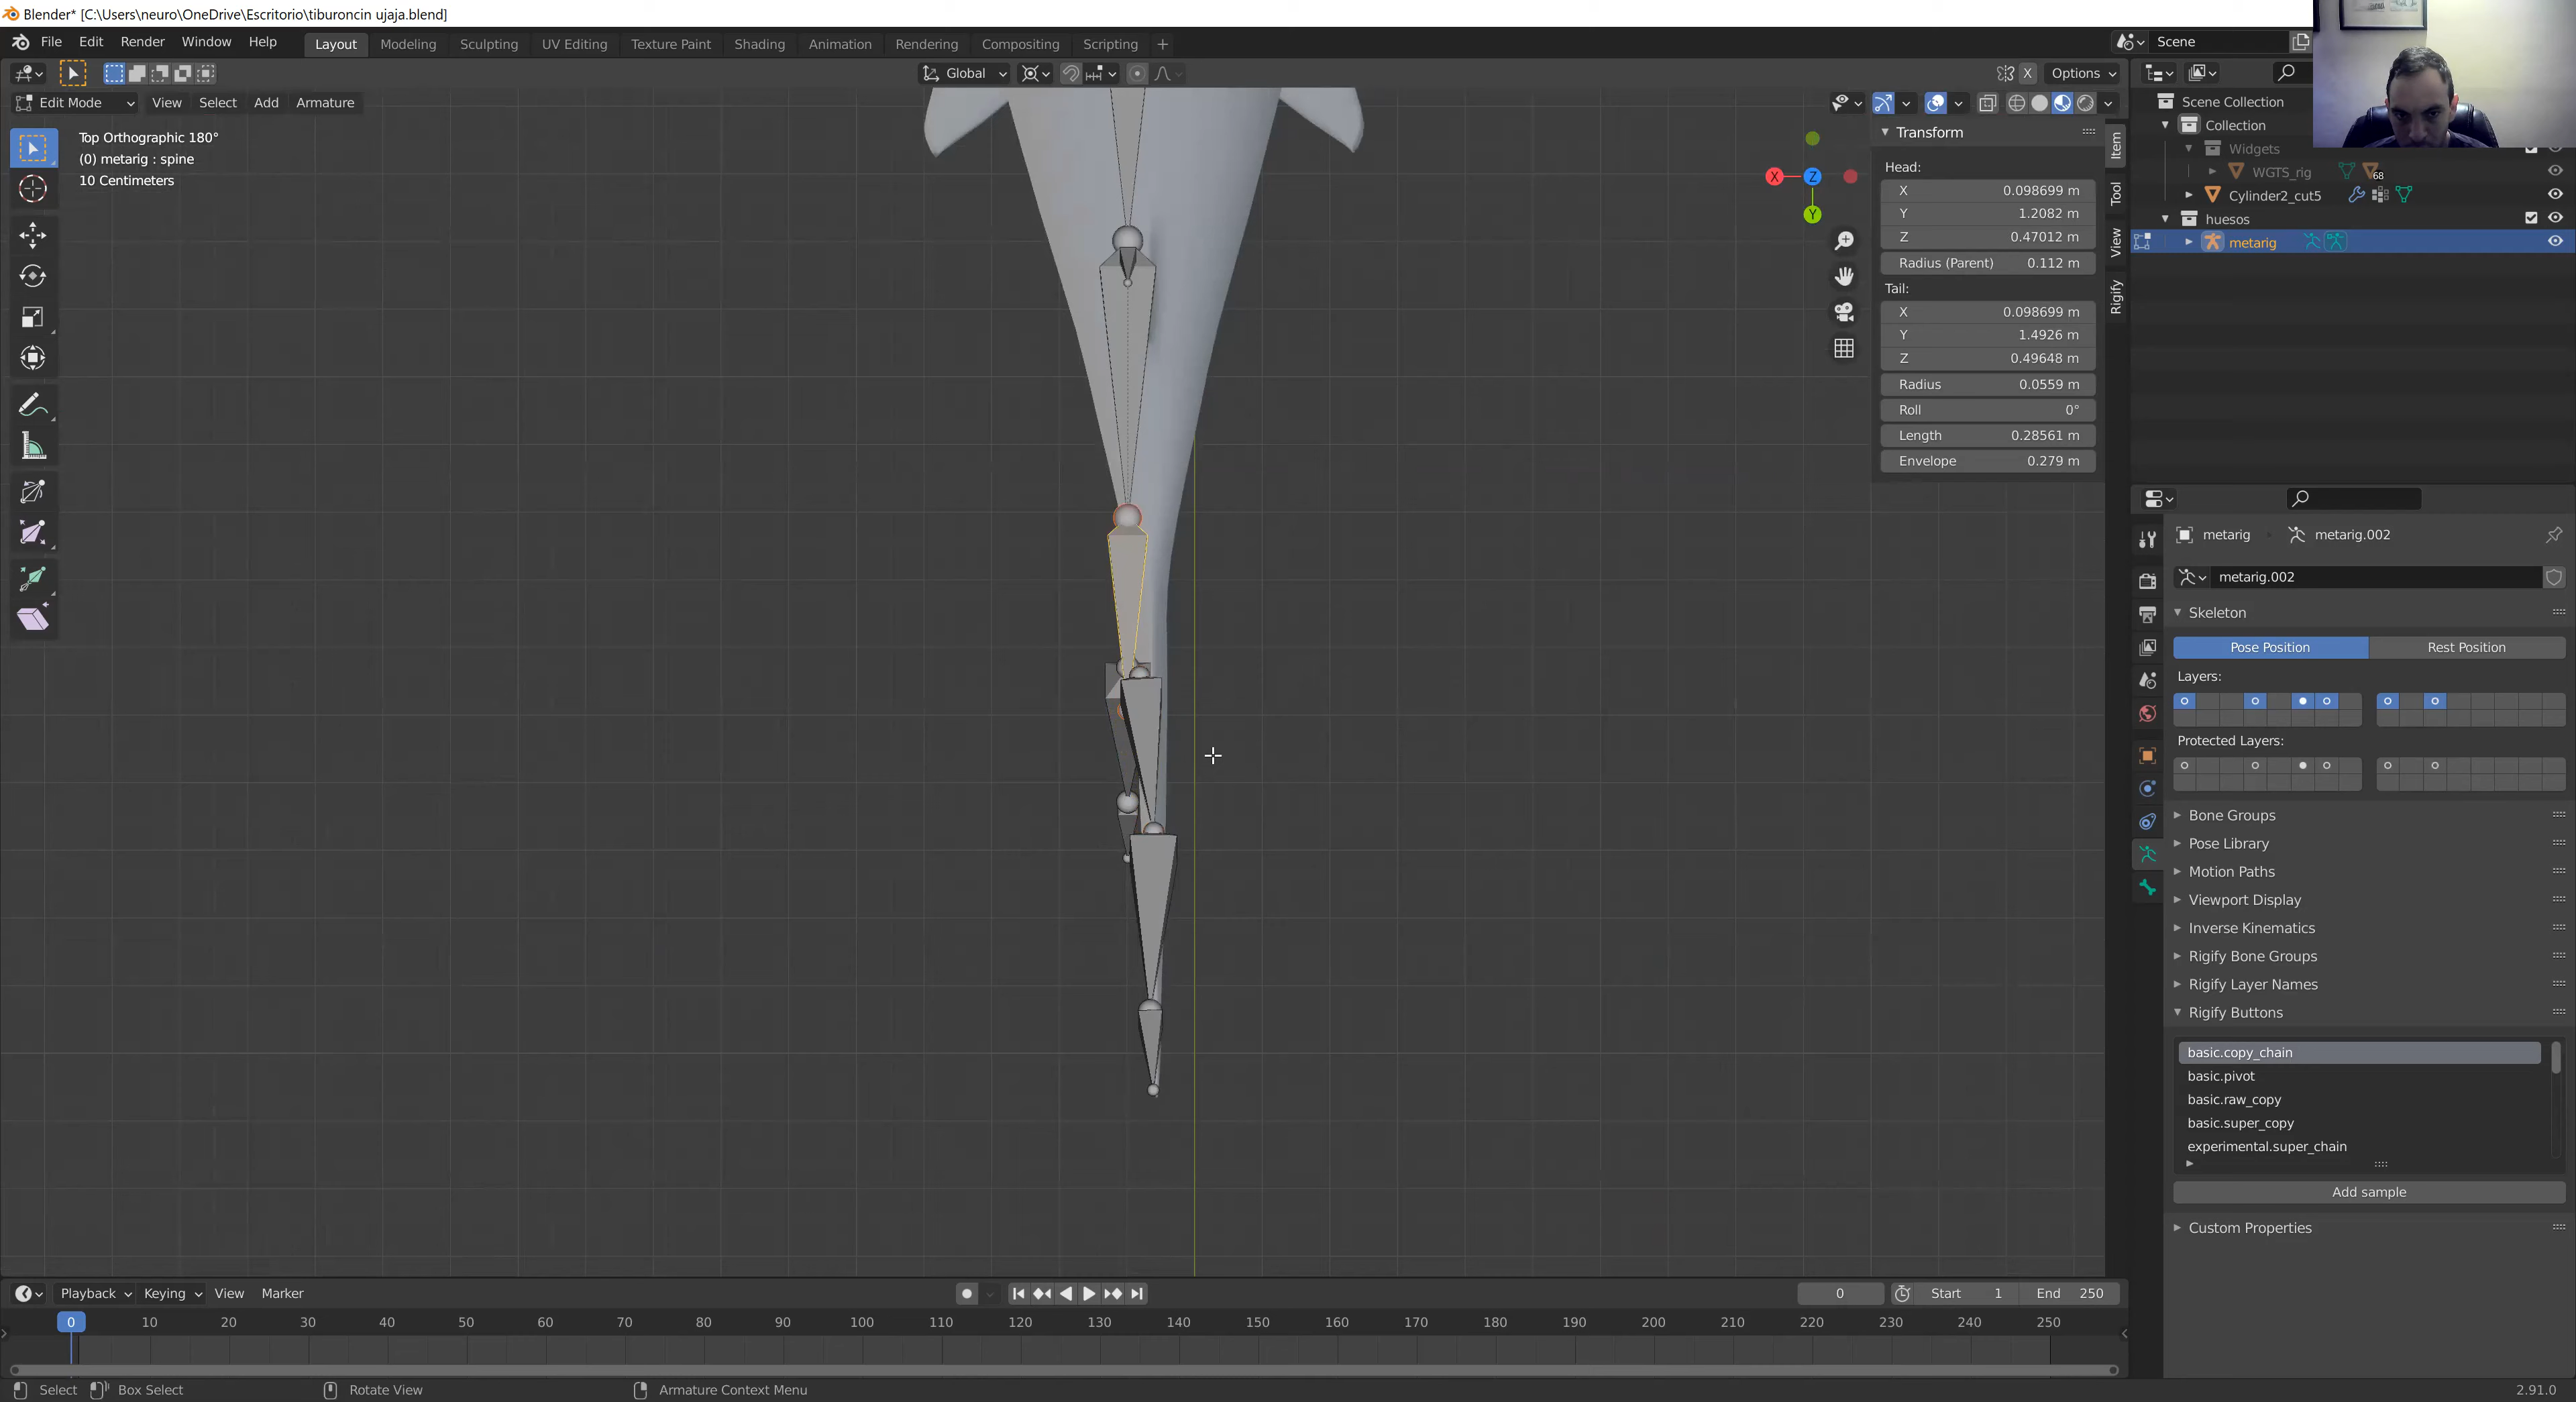 Blender* [C:\Users\neuro\OneDrive\Escritorio\tiburoncin ujaja.blend]
File Edit Render Window Help Layout Modeling Sculpting UV Editing Texture Paint Shading Animation Rendering Compositing Scripting + Scene
Global X Options
Edit Mode View Select Add Armature
Top Orthographic 180°
(0) metarig : spine
10 Centimeters
X Z
Y
Transform
Head:
X 0.098699 m
Y 1.2082 m
Z 0.47012 m
Radius (Parent) 0.112 m
Tail:
X 0.098699 m
Y 1.4926 m
Z 0.49648 m
Radius 0.0559 m
Roll 0°
Length 0.28561 m
Envelope 0.279 m
Item
Tool
View
Rigify
Scene Collection
Collection
Widgets
WGTS_rig 68
Cylinder2_cut5
huesos
metarig
metarig metarig.002
metarig.002
Skeleton
Pose Position Rest Position
Layers:
Protected Layers:
Bone Groups
Pose Library
Motion Paths
Viewport Display
Inverse Kinematics
Rigify Bone Groups
Rigify Layer Names
Rigify Buttons
basic.copy_chain
basic.pivot
basic.raw_copy
basic.super_copy
experimental.super_chain
Add sample
Custom Properties
Playback Keying View Marker 0 Start 1 End 250
0 10 20 30 40 50 60 70 80 90 100 110 120 130 140 150 160 170 180 190 200 210 220 230 240 250
Select Box Select Rotate View Armature Context Menu 2.91.0